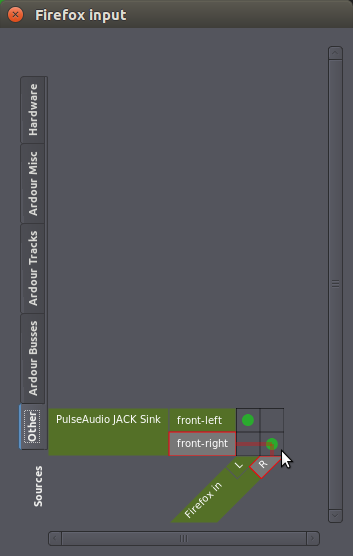 Firefox input
Hardware
Ardour Misc
Ardour Tracks
Ardour Busses
Other
Sources
PulseAudio JACK Sink
front-left
front-right
L
R
Firefox in